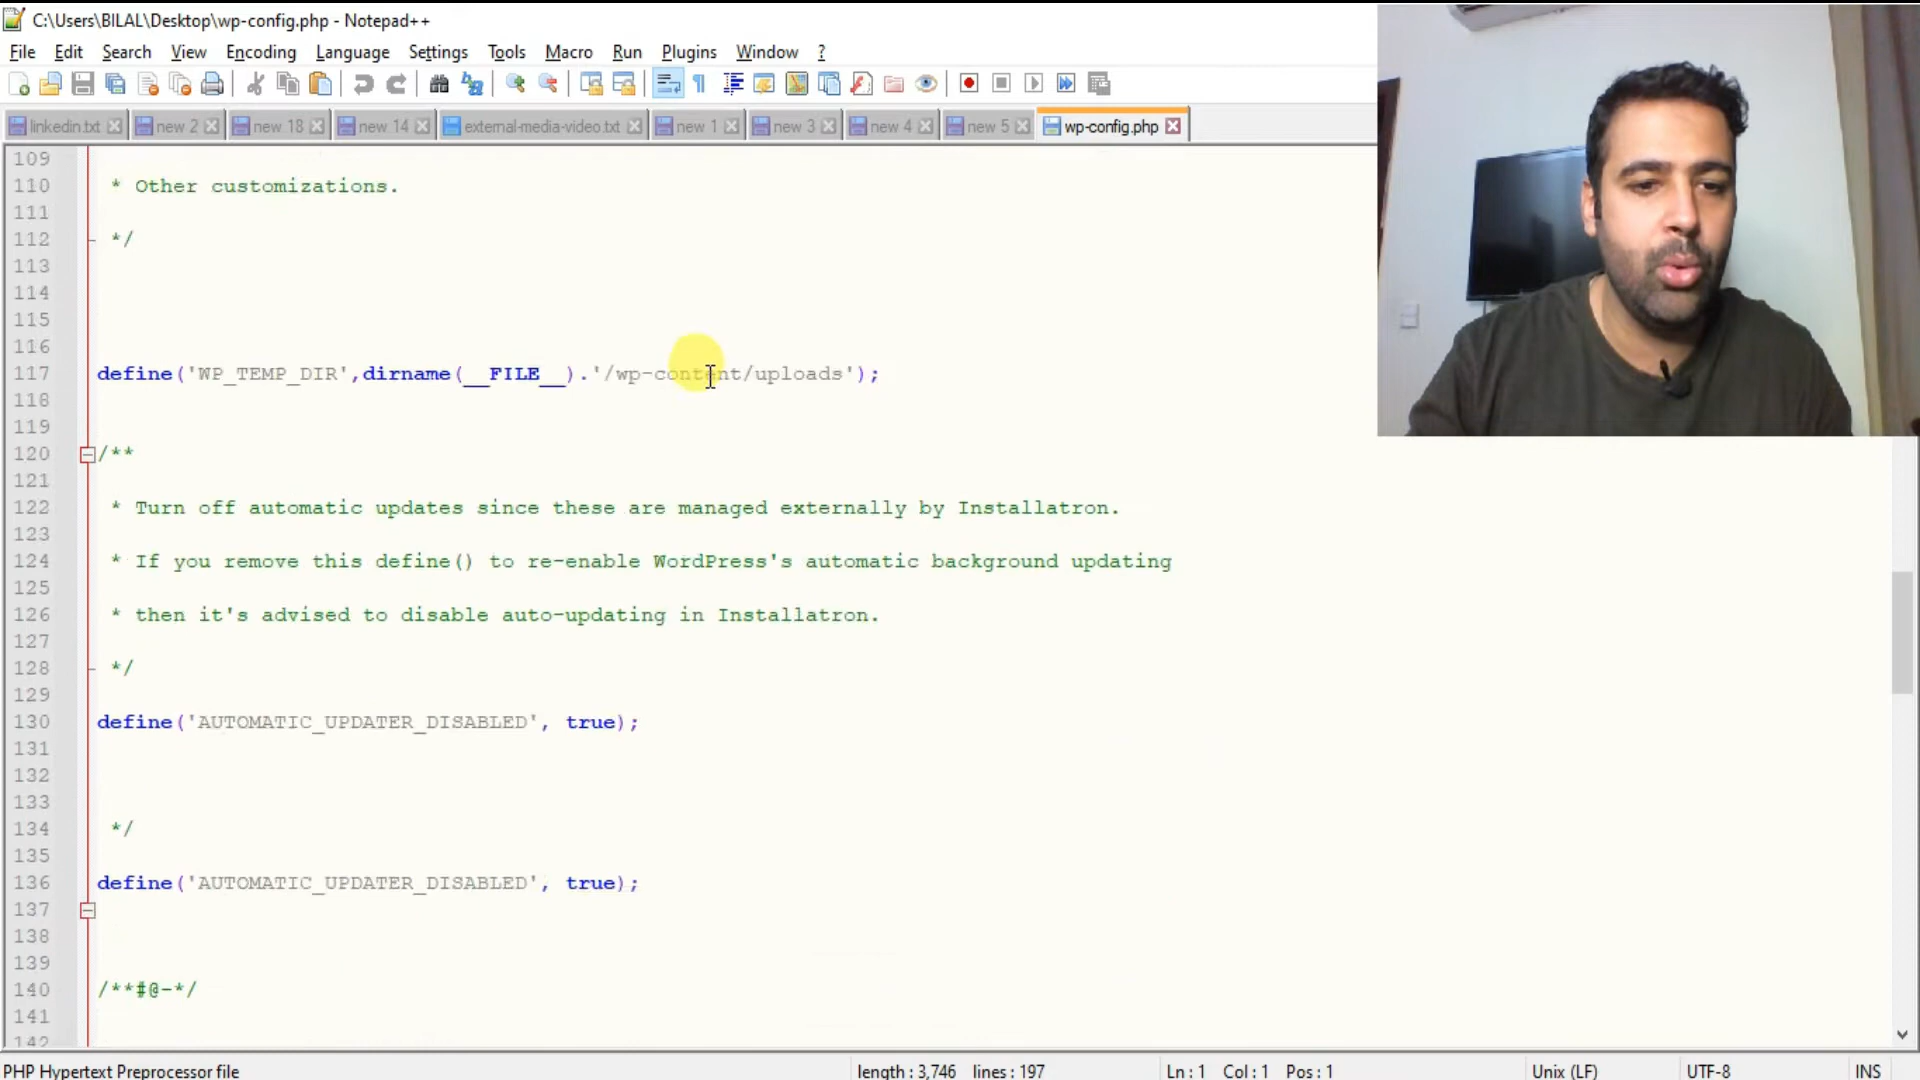 C:\Users\BILAL\Desktop\wp-config.php - Notepad++
File Edit Search View Encoding Language Settings Tools Macro Run Plugins Window ?
linkedin.txt new 2 new 18 new 14 external-media-video.txt new 1 new 3 new 4 new 5 wp-config.php
109
110 * Other customizations.
111
112 */
113
114
115
116
117 define('WP_TEMP_DIR',dirname(__FILE__).'/wp-content/uploads');
118
119
120 /**
121
122 * Turn off automatic updates since these are managed externally by Installatron.
123
124 * If you remove this define() to re-enable WordPress's automatic background updating
125
126 * then it's advised to disable auto-updating in Installatron.
127
128 */
129
130 define('AUTOMATIC_UPDATER_DISABLED', true);
131
132
133
134 */
135
136 define('AUTOMATIC_UPDATER_DISABLED', true);
137
138
139
140 /**#@-*/
141
142
PHP Hypertext Preprocessor file length : 3,746 lines : 197 Ln : 1 Col : 1 Pos : 1 Unix (LF) UTF-8 INS